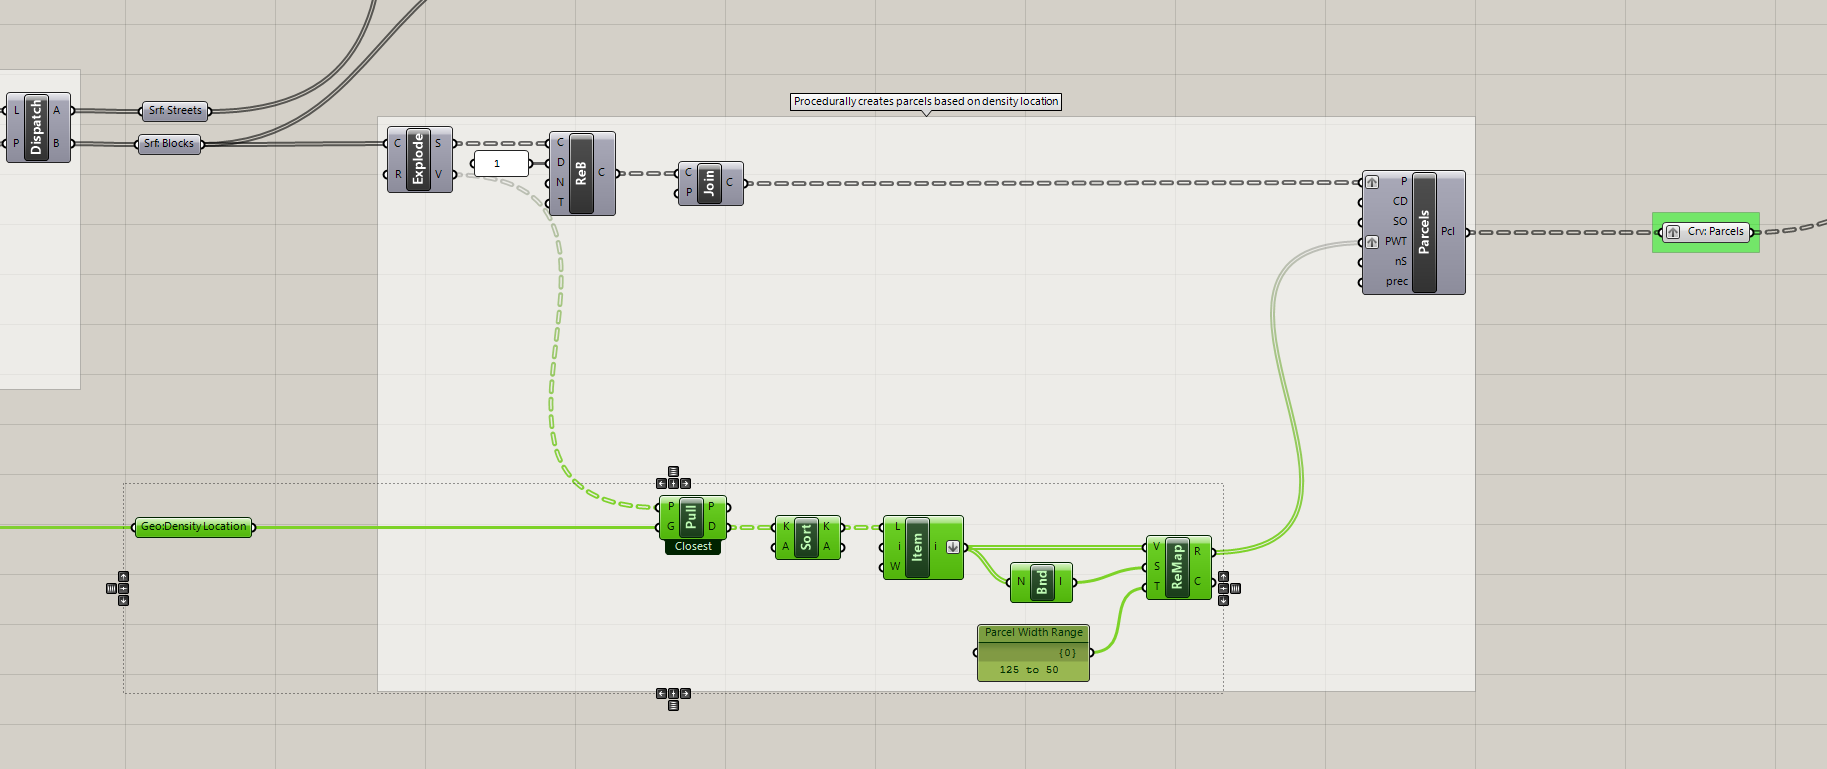 Procedurally creates parcels based on density location
L
A
Dispatch
P
B
Srf: Streets
Srf: Blocks
C
S
Explode
R
V
1
C
D
N
T
ReB
C
C
P
Join
C
P
CD
SO
PWT
nS
prec
Parcels
Pcl
Crv: Parcels
Geo:Density Location
P
G
Pull
P
D
Closest
K
A
Sort
K
A
L
i
W
Item
i
N
Bnd
I
V
S
T
ReMap
R
C
Parcel Width Range
{0}
125 to 50